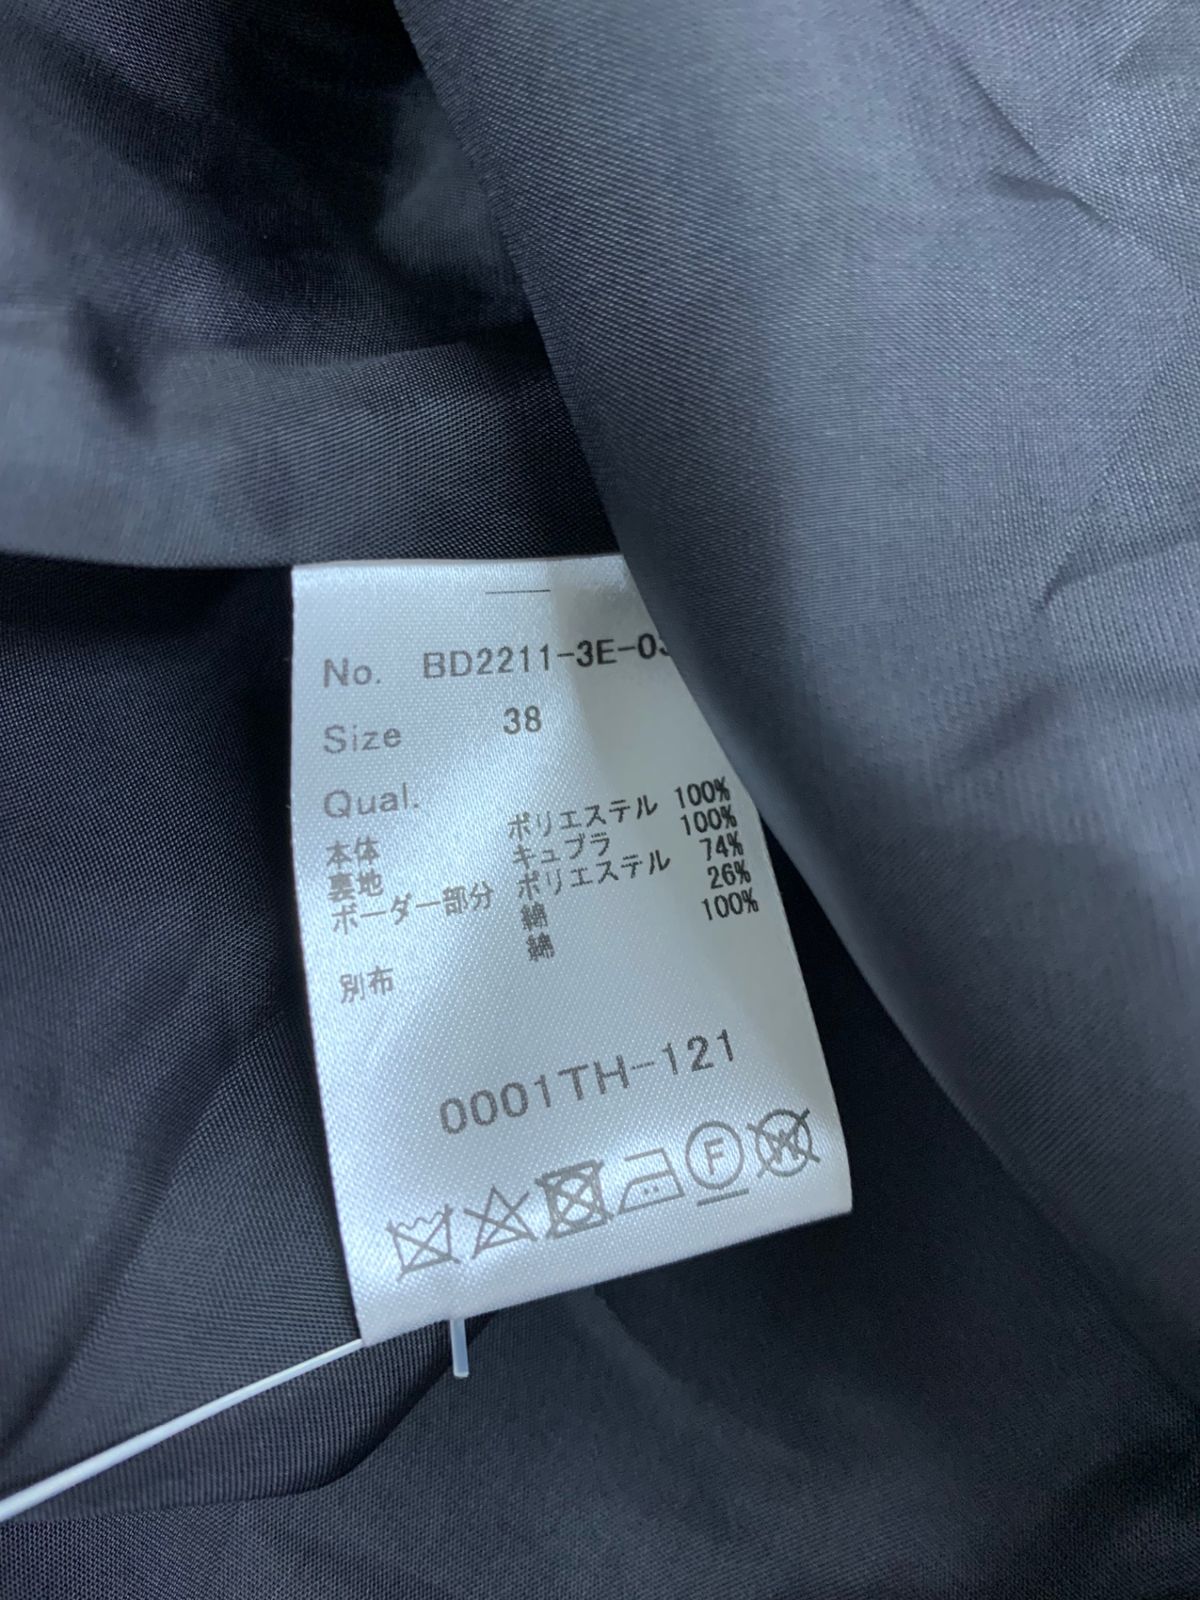 No. BD2211-3E-03
Size 38
Qual.
本体 ポリエステル 100%
裏地 キュプラ 100%
ボーダー部分 ポリエステル 74%
綿 26%
別布 綿 100%
0001TH-121
F
W